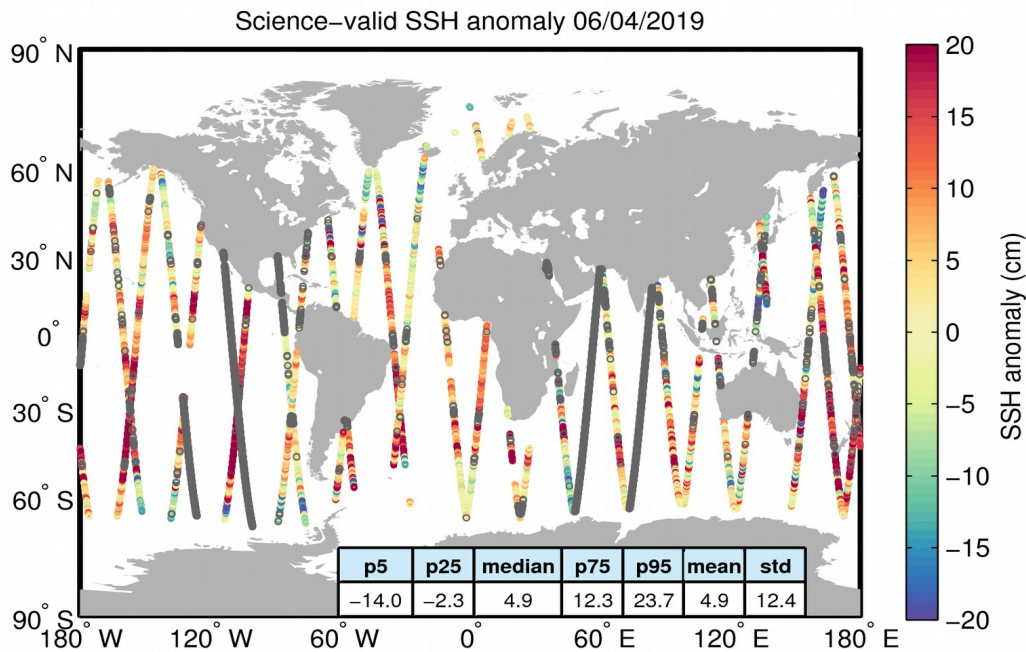 Science−valid SSH anomaly 06/04/2019
90° N
60° N
30° N
0°
30° S
60° S
90° S
180° W
120° W
60° W
0°
60° E
120° E
180° E
20
15
10
5
0
−5
−10
−15
−20
SSH anomaly (cm)
p5 p25 median p75 p95 mean std
−14.0 −2.3 4.9 12.3 23.7 4.9 12.4